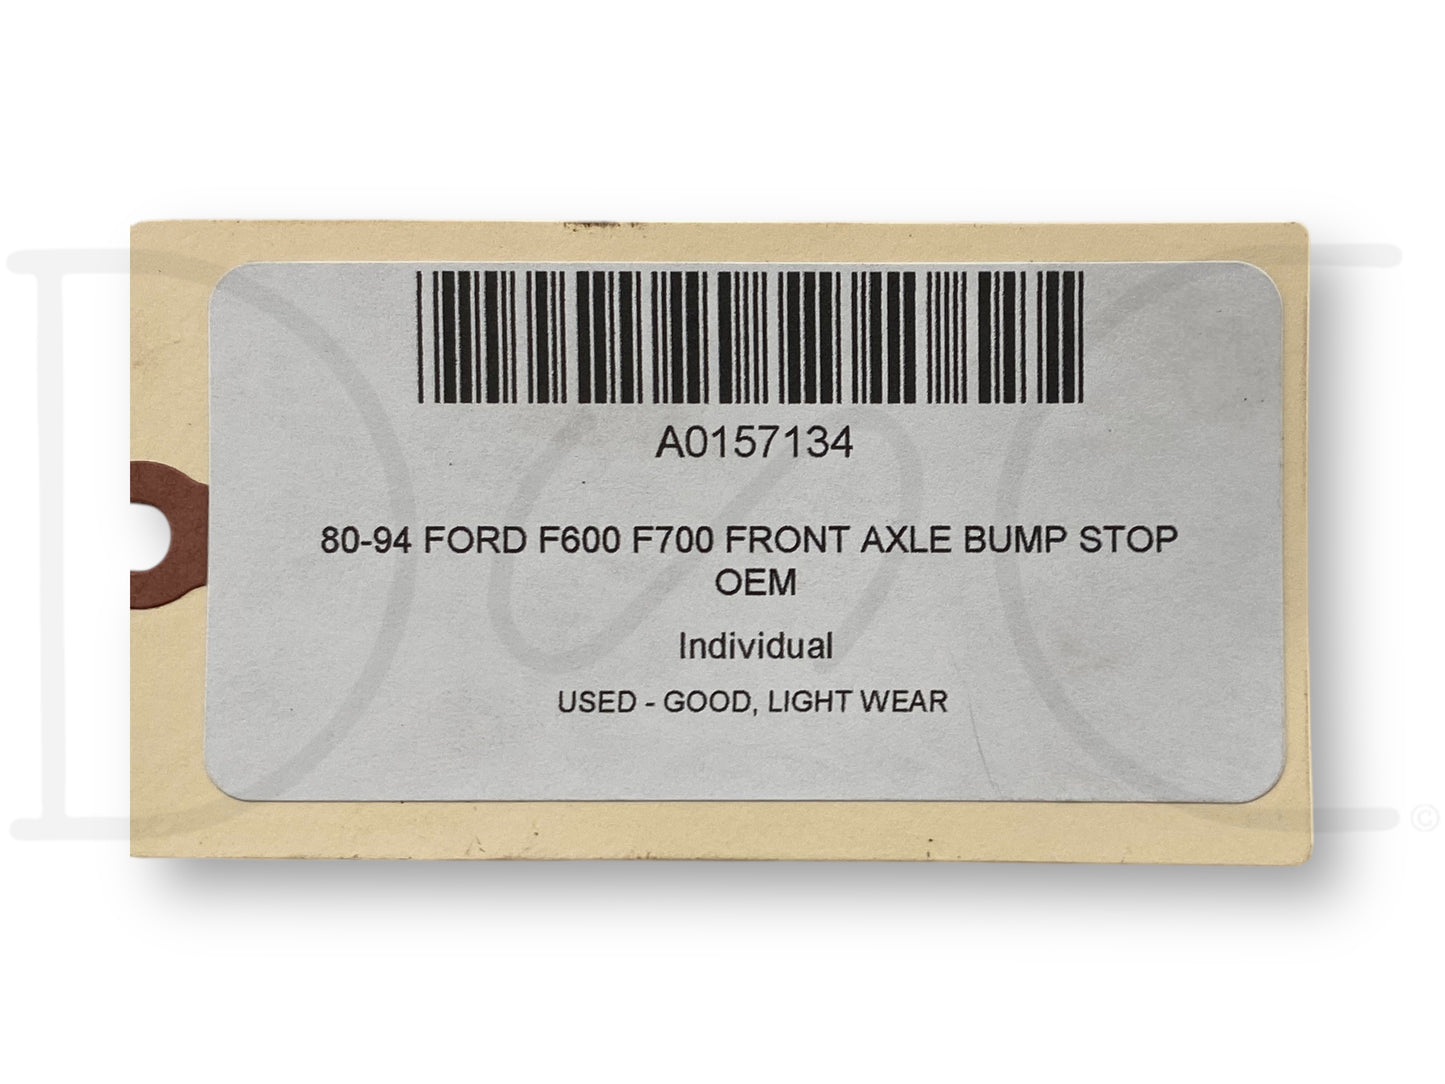 A0157134
80-94 FORD F600 F700 FRONT AXLE BUMP STOP
OEM
Individual
USED - GOOD, LIGHT WEAR
©